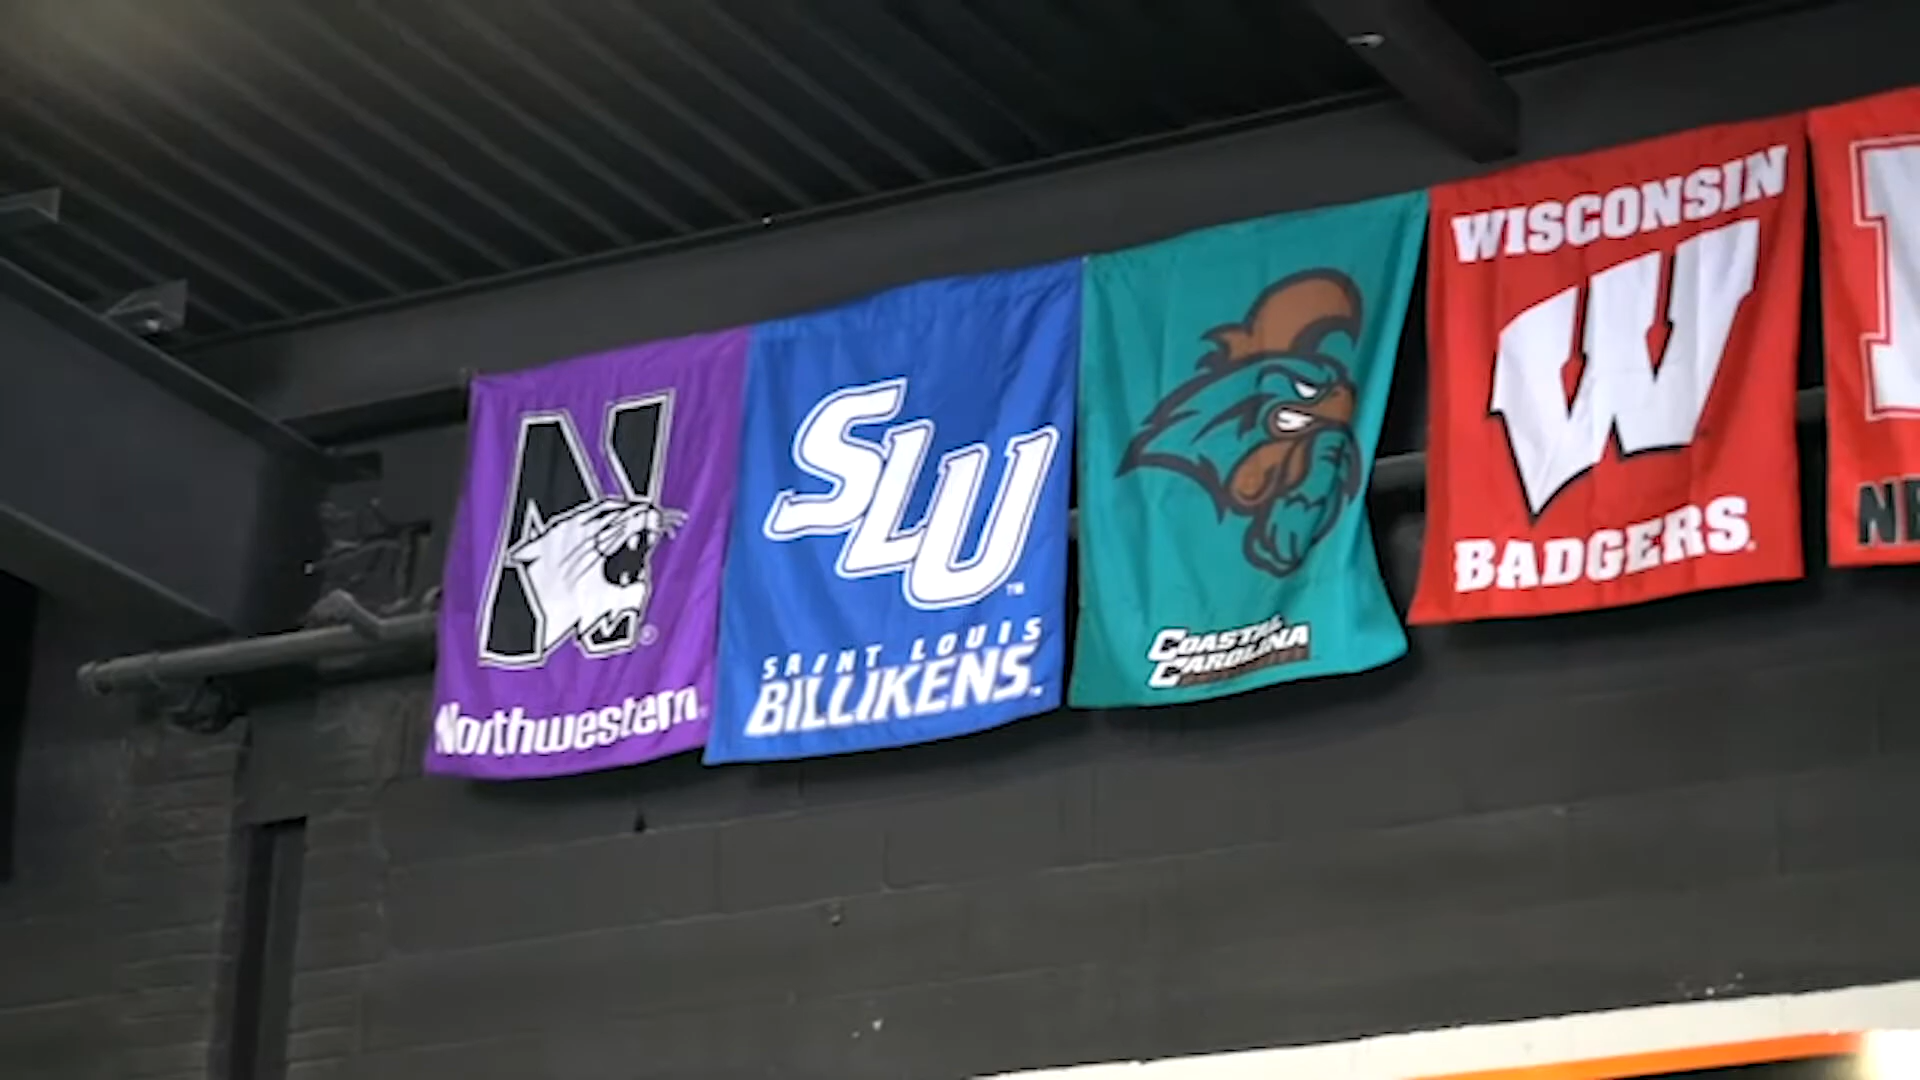 N
Northwestern
SLU
SAINT LOUIS
BILLIKENS
COASTAL
CAROLINA
WISCONSIN
W
BADGERS